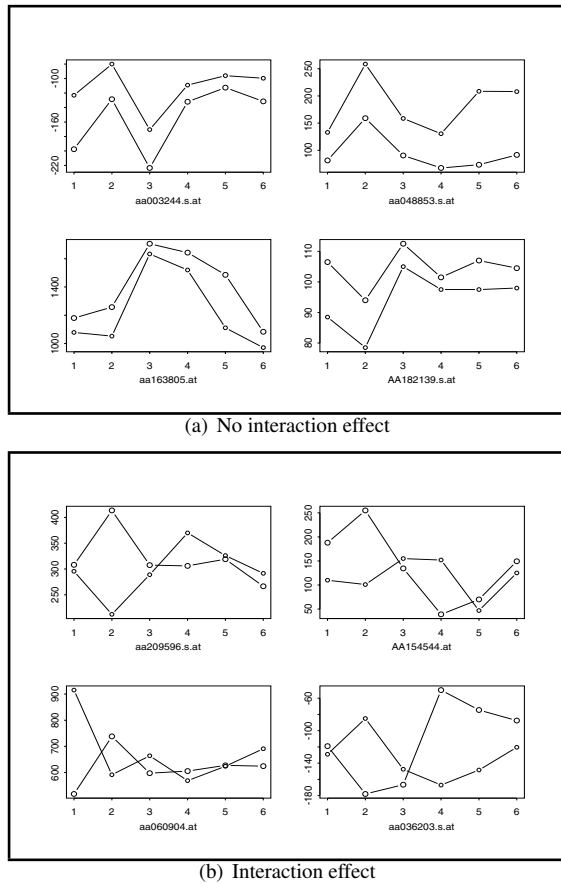 -220 -160 -100
1 2 3 4 5 6
aa003244.s.at
100 150 200 250
1 2 3 4 5 6
aa048853.s.at
1000 1400
1 2 3 4 5 6
aa163805.at
80 90 100 110
1 2 3 4 5 6
AA182139.s.at
(a) No interaction effect
250 300 350 400
1 2 3 4 5 6
aa209596.s.at
50 100 150 200 250
1 2 3 4 5 6
AA154544.at
600 700 800 900
1 2 3 4 5 6
aa060904.at
-180 -140 -100 -60
1 2 3 4 5 6
aa036203.s.at
(b) Interaction effect